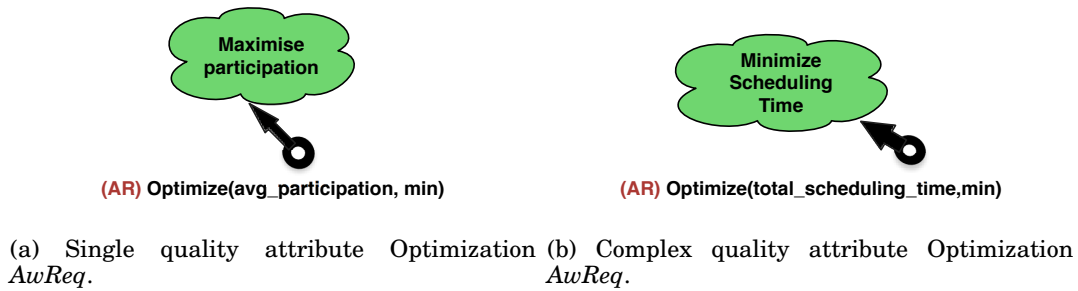 Maximise
participation
(AR) Optimize(avg_participation, min)
(a) Single quality attribute Optimization
AwReq.
Minimize
Scheduling
Time
(AR) Optimize(total_scheduling_time,min)
(b) Complex quality attribute Optimization
AwReq.